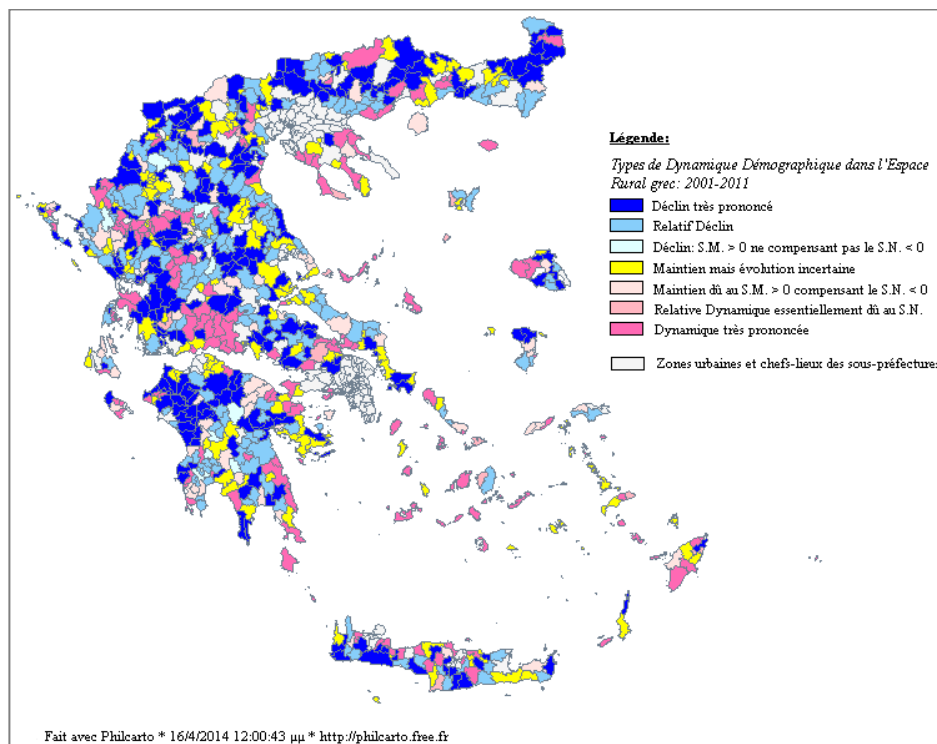 Légende:
Types de Dynamique Démographique dans l'Espace
Rural grec: 2001-2011
Déclin très prononcé
Relatif Déclin
Déclin: S.M. > 0 ne compensant pas le S.N. < 0
Maintien mais évolution incertaine
Maintien dû au S.M. > 0 compensant le S.N. < 0
Relative Dynamique essentiellement dû au S.N.
Dynamique très prononcée
Zones urbaines et chefs-lieux des sous-préfectures
Fait avec Philcarto * 16/4/2014 12:00:43 μμ * http://philcarto.free.fr